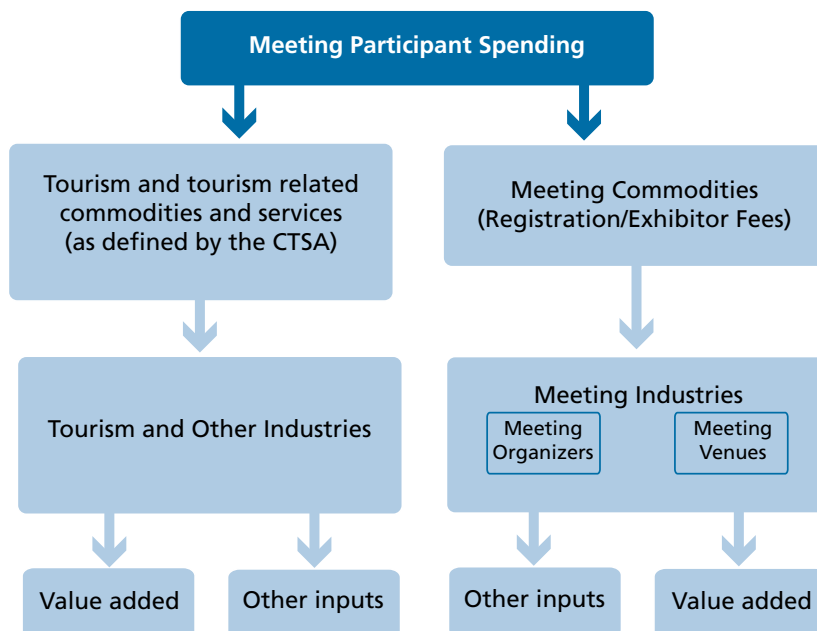 Meeting Participant Spending
Tourism and tourism related
commodities and services
(as defined by the CTSA)
Meeting Commodities
(Registration/Exhibitor Fees)
Tourism and Other Industries
Meeting Industries
Meeting
Organizers
Meeting
Venues
Value added
Other inputs
Other inputs
Value added